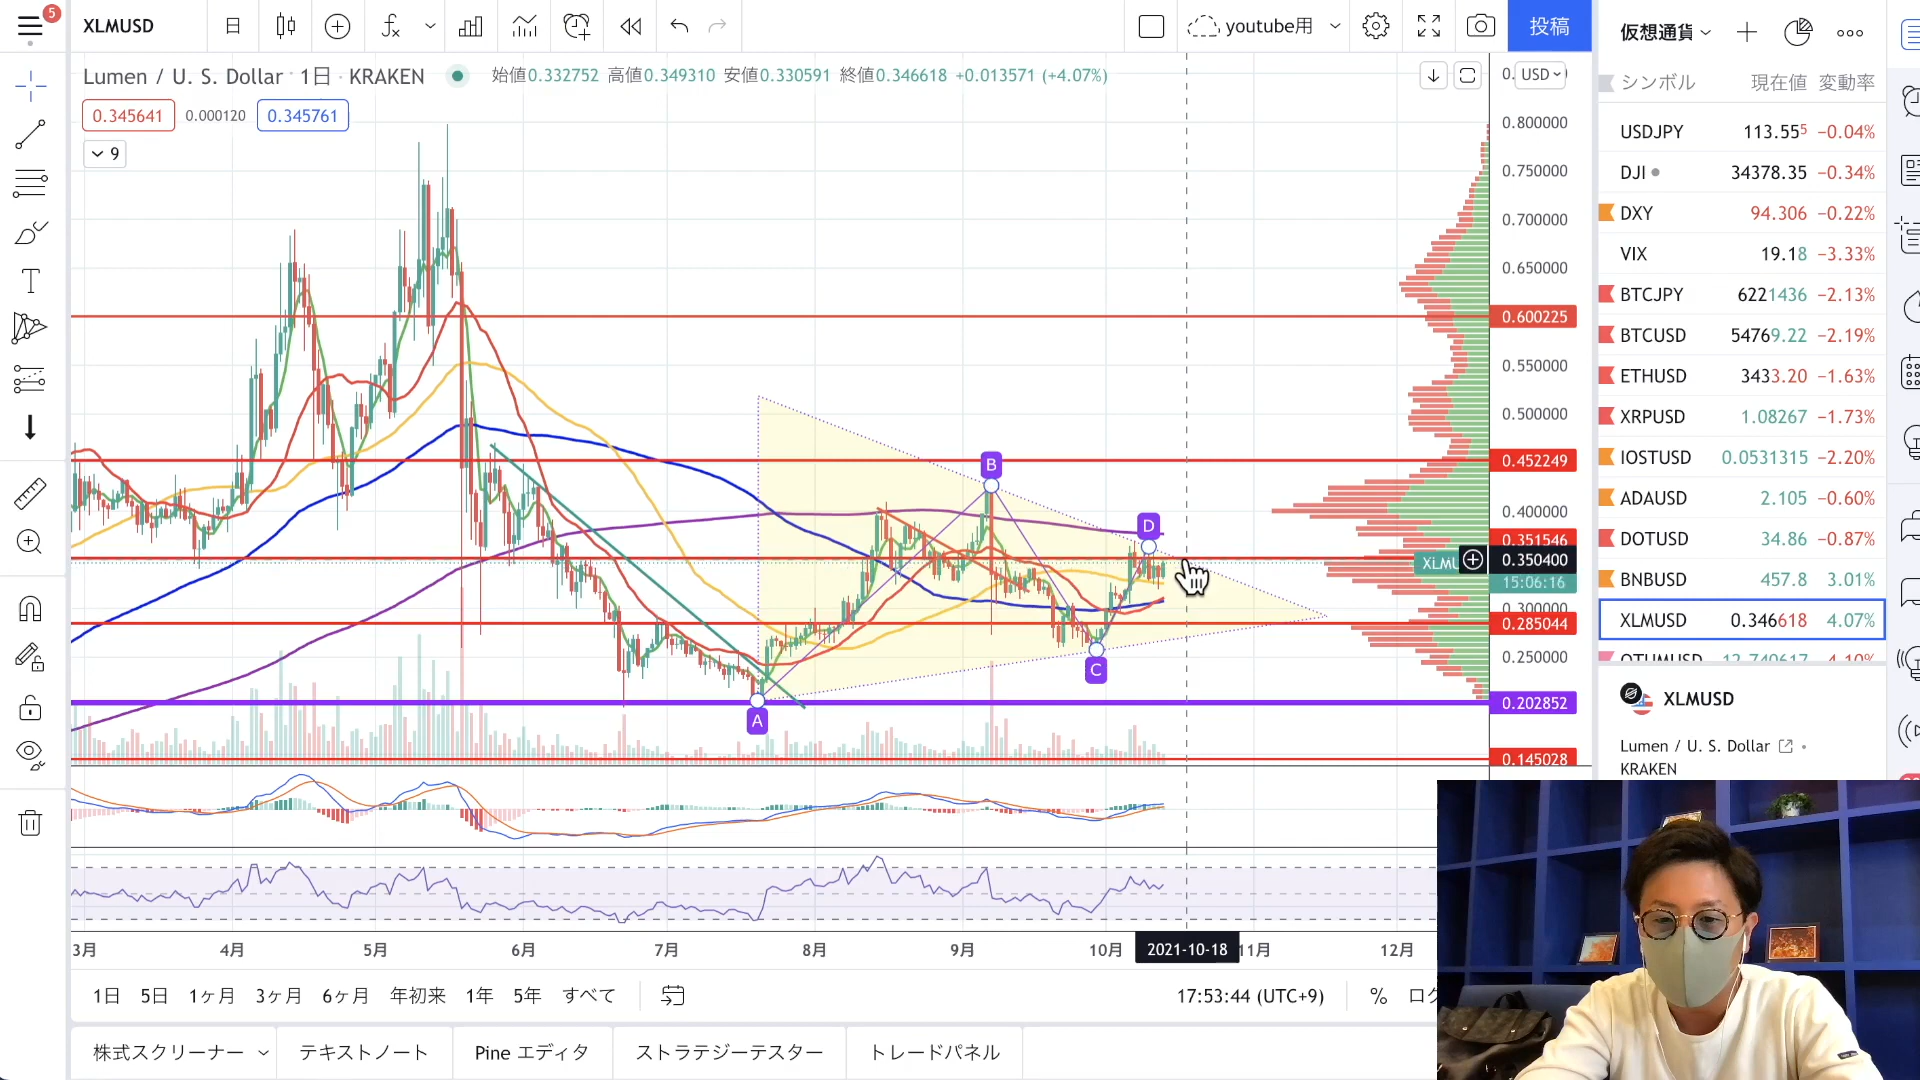 5
XLMUSD
日
youtube用
投稿
仮想通貨
Lumen / U. S. Dollar · 1日 · KRAKEN
始値0.332752 高値0.349310 安値0.330591 終値0.346618 +0.013571 (+4.07%)
USD
シンボル 現在値 変動率
0.345641 0.000120 0.345761
9
0.800000
0.750000
0.700000
0.650000
0.600225
0.550000
0.500000
0.452249
0.400000
0.351546
0.350400
15:06:16
0.300000
0.285044
0.250000
0.202852
0.145028
A
B
C
D
USDJPY 113.555 −0.04%
DJI 34378.35 −0.34%
DXY 94.306 −0.22%
VIX 19.18 −3.33%
BTCJPY 6221436 −2.13%
BTCUSD 54769.22 −2.19%
ETHUSD 3433.20 −1.63%
XRPUSD 1.08267 −1.73%
IOSTUSD 0.0531315 −2.20%
ADAUSD 2.105 −0.60%
DOTUSD 34.86 −0.87%
BNBUSD 457.8 3.01%
XLMUSD 0.346618 4.07%
XLMUSD
Lumen / U. S. Dollar
KRAKEN
3月 4月 5月 6月 7月 8月 9月 10月 2021-10-18 11月 12月
1日 5日 1ヶ月 3ヶ月 6ヶ月 年初来 1年 5年 すべて
17:53:44 (UTC+9) % ログ
株式スクリーナー テキストノート Pine エディタ ストラテジーテスター トレードパネル